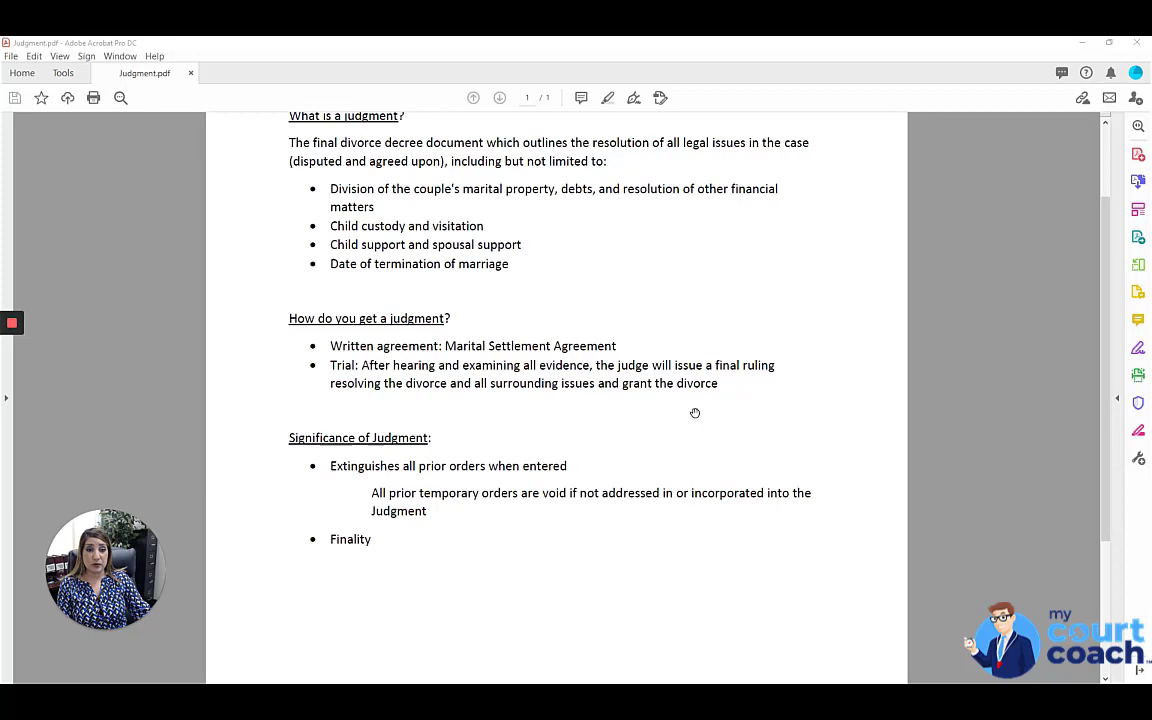 Judgment.pdf - Adobe Acrobat Pro DC
File Edit View Sign Window Help
Home Tools Judgment.pdf ×
1 / 1
What is a judgment?
The final divorce decree document which outlines the resolution of all legal issues in the case
(disputed and agreed upon), including but not limited to:
• Division of the couple's marital property, debts, and resolution of other financial
matters
• Child custody and visitation
• Child support and spousal support
• Date of termination of marriage
How do you get a judgment?
• Written agreement: Marital Settlement Agreement
• Trial: After hearing and examining all evidence, the judge will issue a final ruling
resolving the divorce and all surrounding issues and grant the divorce
Significance of Judgment:
• Extinguishes all prior orders when entered
All prior temporary orders are void if not addressed in or incorporated into the
Judgment
• Finality
my
court
coach